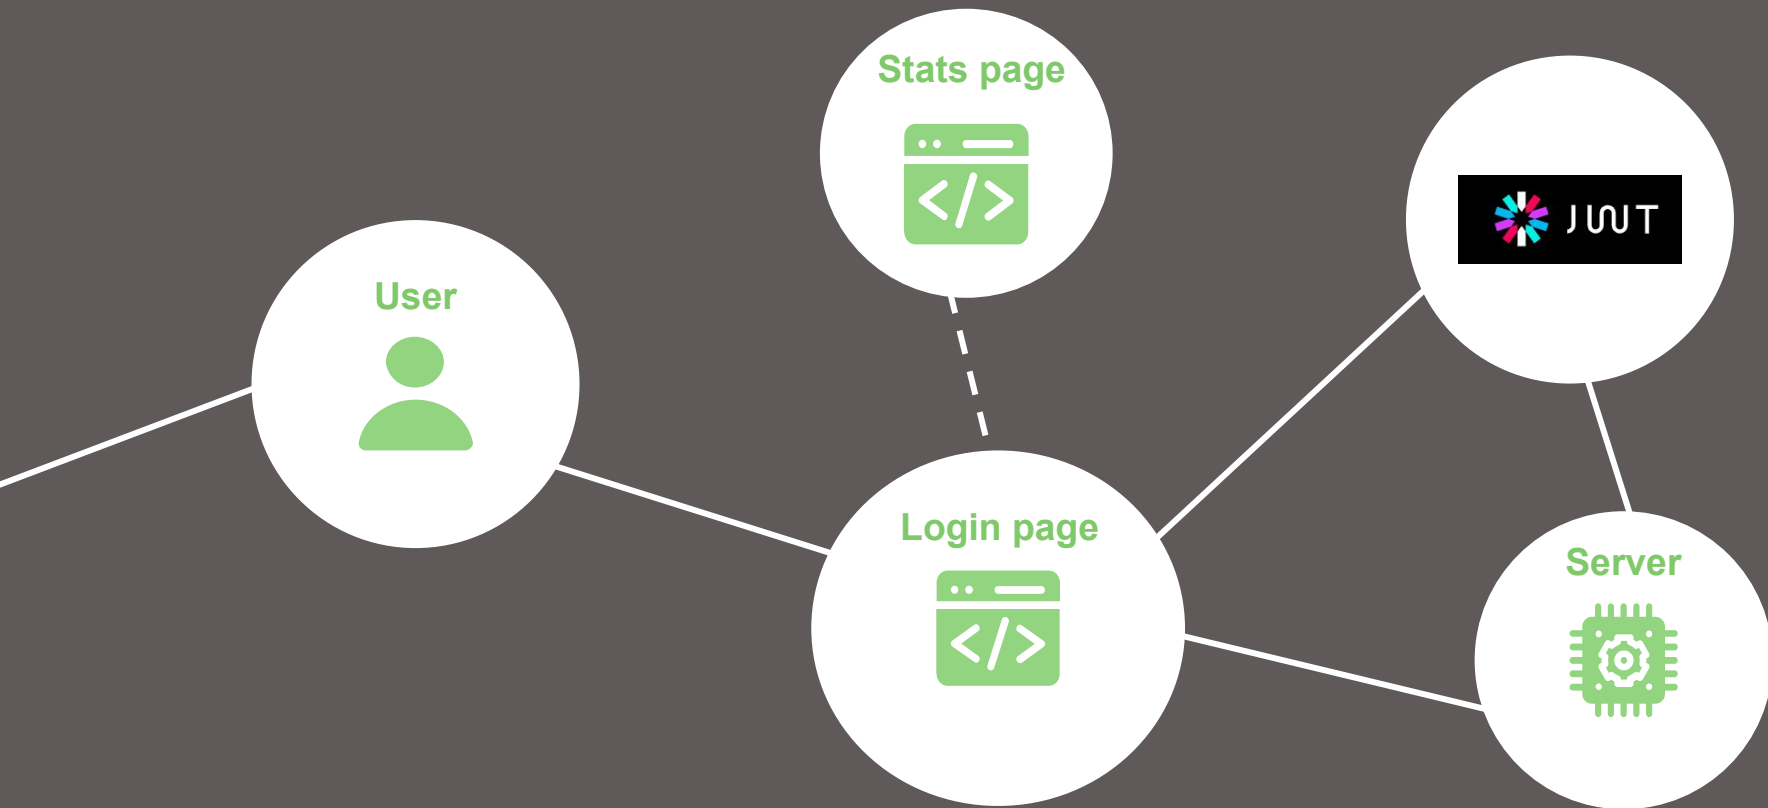 Stats page
JWT
User
Login page
</>
Server